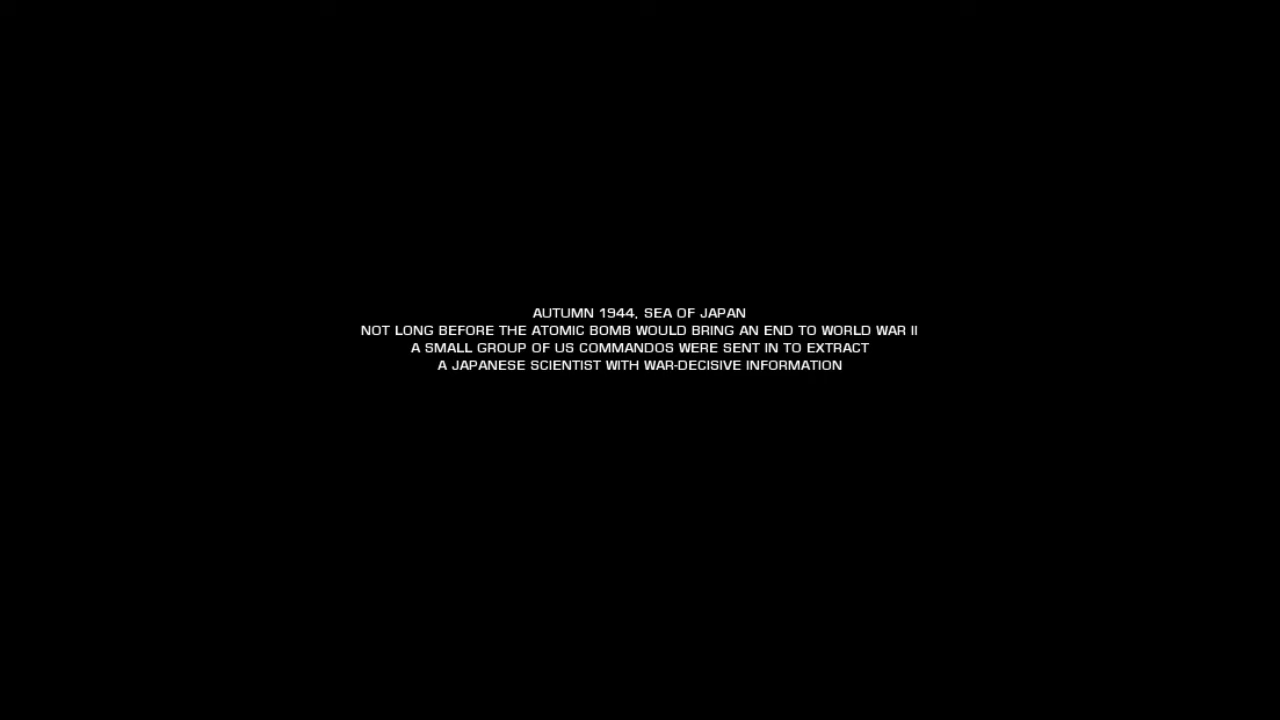 AUTUMN 1944, SEA OF JAPAN
NOT LONG BEFORE THE ATOMIC BOMB WOULD BRING AN END TO WORLD WAR II
A SMALL GROUP OF US COMMANDOS WERE SENT IN TO EXTRACT
A JAPANESE SCIENTIST WITH WAR-DECISIVE INFORMATION